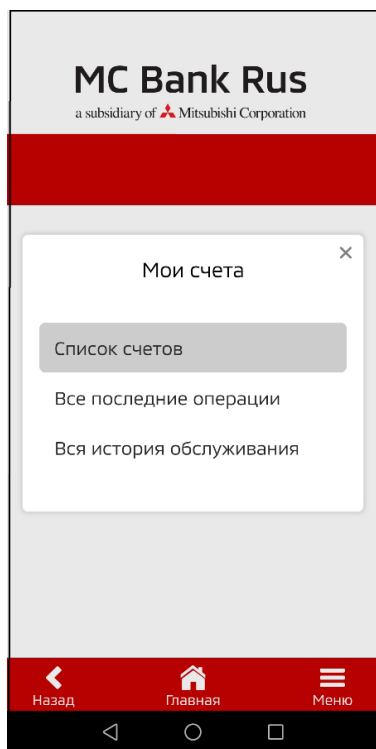 MC Bank Rus
a subsidiary of Mitsubishi Corporation
Мои счета
Список счетов
Все последние операции
Вся история обслуживания
Назад
Главная
Меню